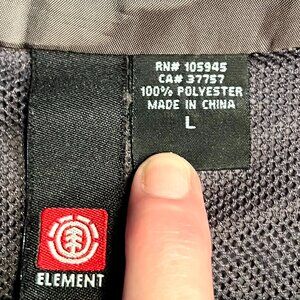 RN# 105945
CA# 37757
100% POLYESTER
MADE IN CHINA
L
ELEMENT